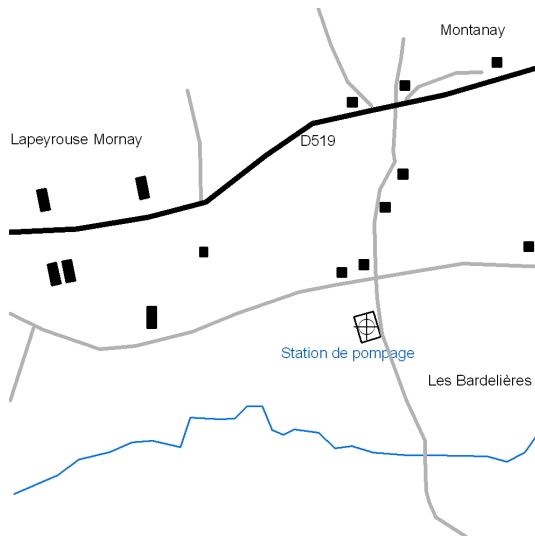 Montanay
Lapeyrouse Mornay
D519
Station de pompage
Les Bardelières